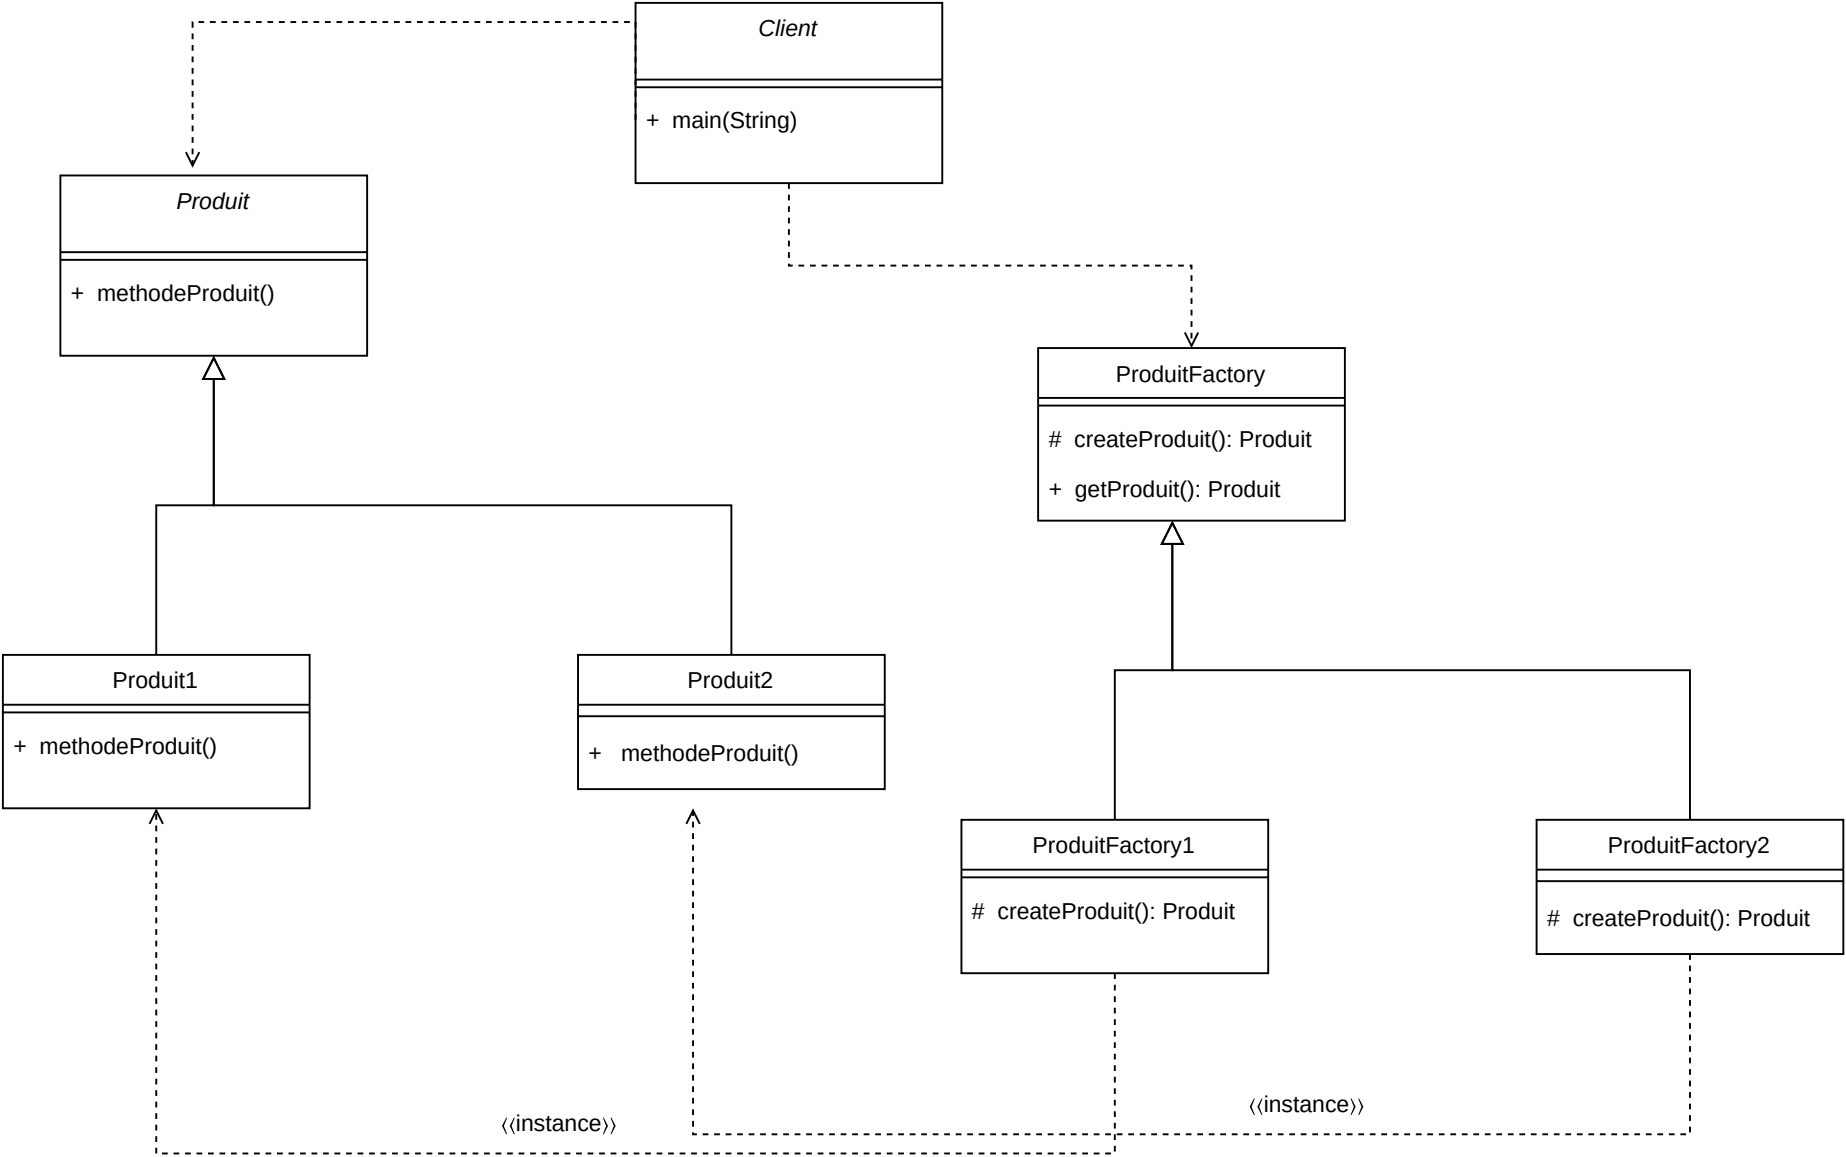 Client
+ main(String)
Produit
+ methodeProduit()
ProduitFactory
# createProduit(): Produit
+ getProduit(): Produit
Produit1
+ methodeProduit()
Produit2
+ methodeProduit()
ProduitFactory1
# createProduit(): Produit
ProduitFactory2
# createProduit(): Produit
〈〈instance〉〉
〈〈instance〉〉